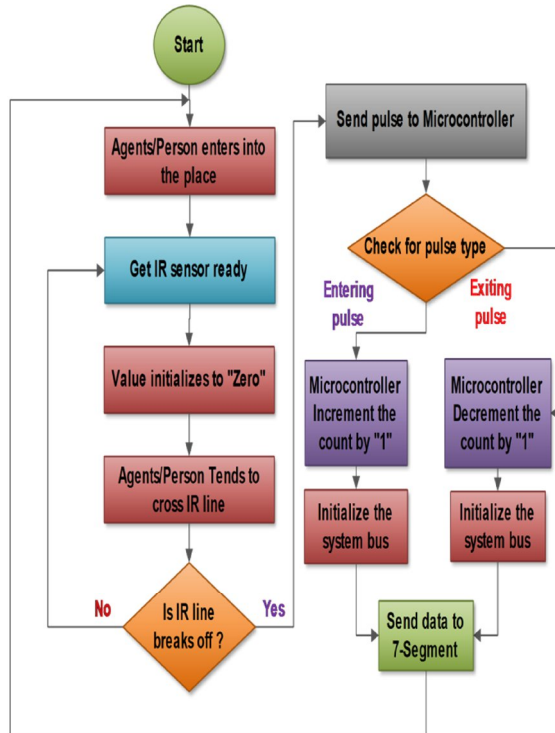 Start
Agents/Person enters into
the place
Get IR sensor ready
Value initializes to "Zero"
Agents/Person Tends to
cross IR line
Is IR line
breaks off ?
No
Yes
Send pulse to Microcontroller
Check for pulse type
Entering
pulse
Exiting
pulse
Microcontroller
Increment the
count by "1"
Microcontroller
Decrement the
count by "1"
Initialize the
system bus
Initialize the
system bus
Send data to
7-Segment